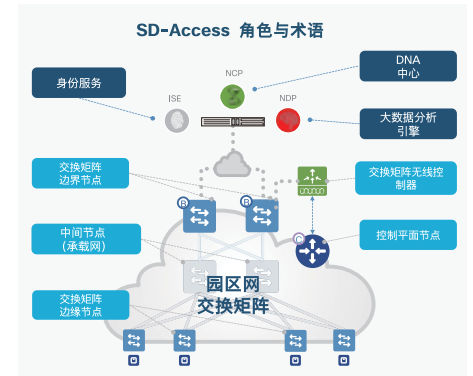 SD-Access 角色与术语
NCP
DNA
中心
身份服务
ISE
NDP
大数据分析
引擎
交换矩阵
边界节点
交换矩阵无线控
制器
B
B
中间节点
(承载网)
C
控制平面节点
园区网
交换矩阵
交换矩阵
边缘节点